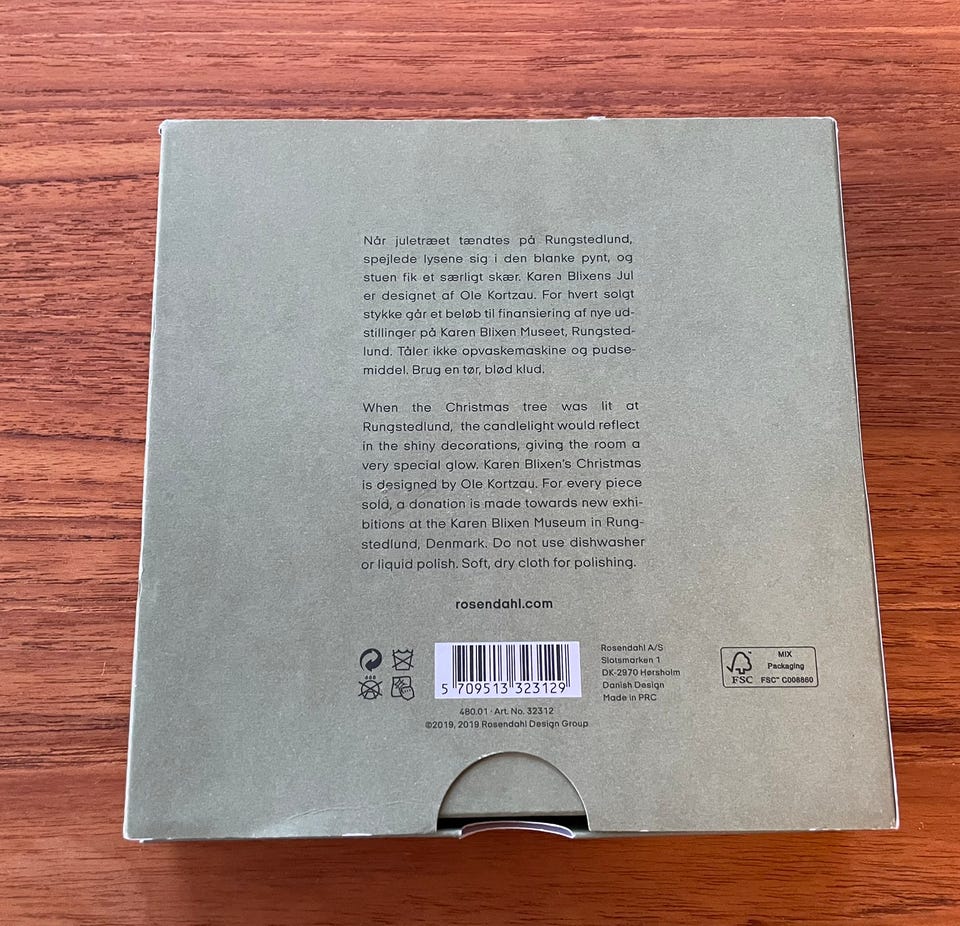 Når juletræet tændtes på Rungstedlund,
spejlede lysene sig i den blanke pynt, og
stuen fik et særligt skær. Karen Blixens Jul
er designet af Ole Kortzau. For hvert solgt
stykke går et beløb til finansiering af nye ud-
stillinger på Karen Blixen Museet, Rungsted-
lund. Tåler ikke opvaskemaskine og pudse-
middel. Brug en tør, blød klud.
When the Christmas tree was lit at
Rungstedlund, the candlelight would reflect
in the shiny decorations, giving the room a
very special glow. Karen Blixen's Christmas
is designed by Ole Kortzau. For every piece
sold, a donation is made towards new exhi-
bitions at the Karen Blixen Museum in Rung-
stedlund, Denmark. Do not use dishwasher
or liquid polish. Soft, dry cloth for polishing.
rosendahl.com
5 709513 323129
480.01 · Art. No. 32312
©2019, 2019 Rosendahl Design Group
Rosendahl A/S
Slotsmarken 1
DK-2970 Hørsholm
Danish Design
Made in PRC
FSC
MIX
Packaging
FSC™ C008860